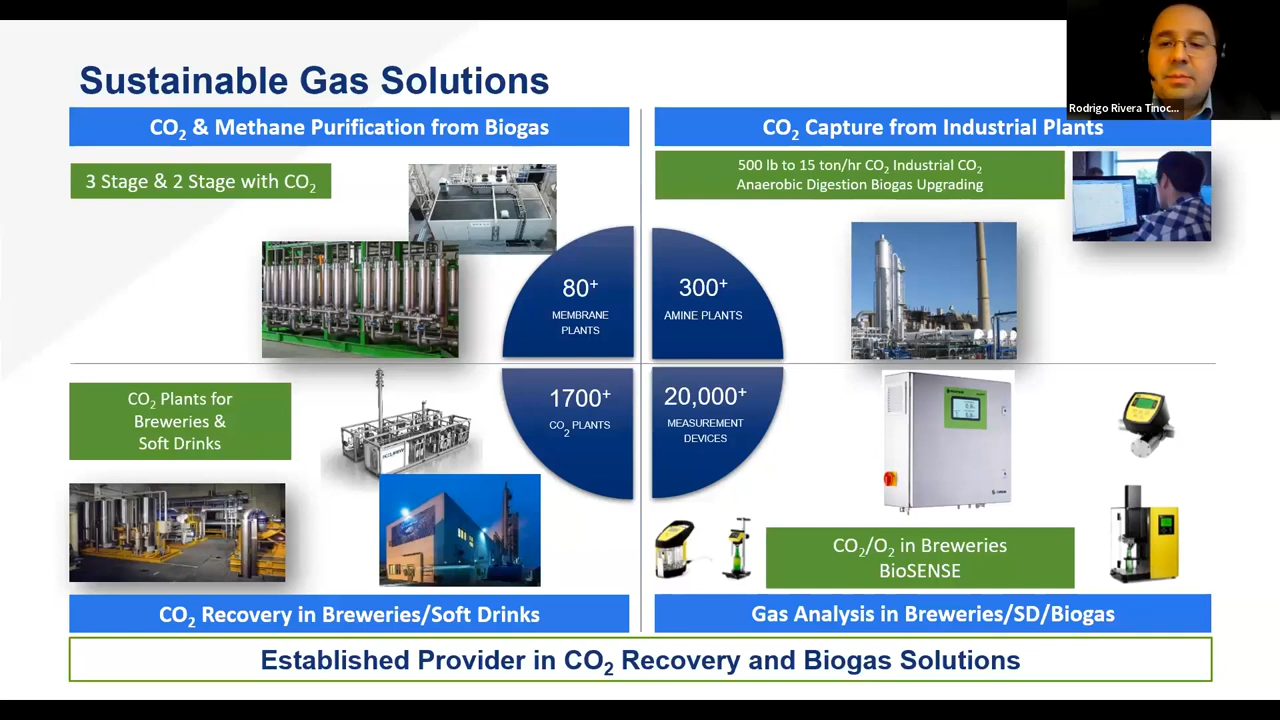 Sustainable Gas Solutions
Rodrigo Rivera Tinoc...
CO₂ & Methane Purification from Biogas
CO₂ Capture from Industrial Plants
3 Stage & 2 Stage with CO₂
500 lb to 15 ton/hr CO₂ Industrial CO₂
Anaerobic Digestion Biogas Upgrading
80⁺
MEMBRANE
PLANTS
300⁺
AMINE PLANTS
CO₂ Plants for
Breweries &
Soft Drinks
1700⁺
CO₂ PLANTS
20,000⁺
MEASUREMENT
DEVICES
CO₂/O₂ in Breweries
BioSENSE
CO₂ Recovery in Breweries/Soft Drinks
Gas Analysis in Breweries/SD/Biogas
Established Provider in CO₂ Recovery and Biogas Solutions